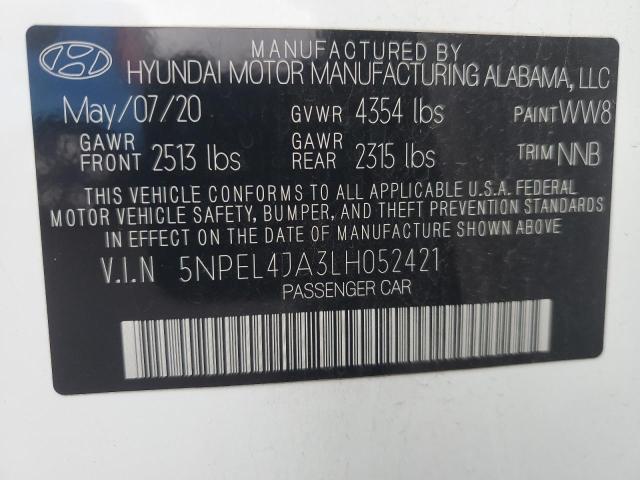 MANUFACTURED BY
HYUNDAI MOTOR MANUFACTURING ALABAMA, LLC
May/07/20 GVWR 4354 lbs PAINT WW8
GAWR FRONT 2513 lbs GAWR REAR 2315 lbs TRIM NNB
THIS VEHICLE CONFORMS TO ALL APPLICABLE U.S.A. FEDERAL
MOTOR VEHICLE SAFETY, BUMPER, AND THEFT PREVENTION STANDARDS
IN EFFECT ON THE DATE OF MANUFACTURE SHOWN ABOVE
V.I.N 5NPEL4JA3LH052421
PASSENGER CAR